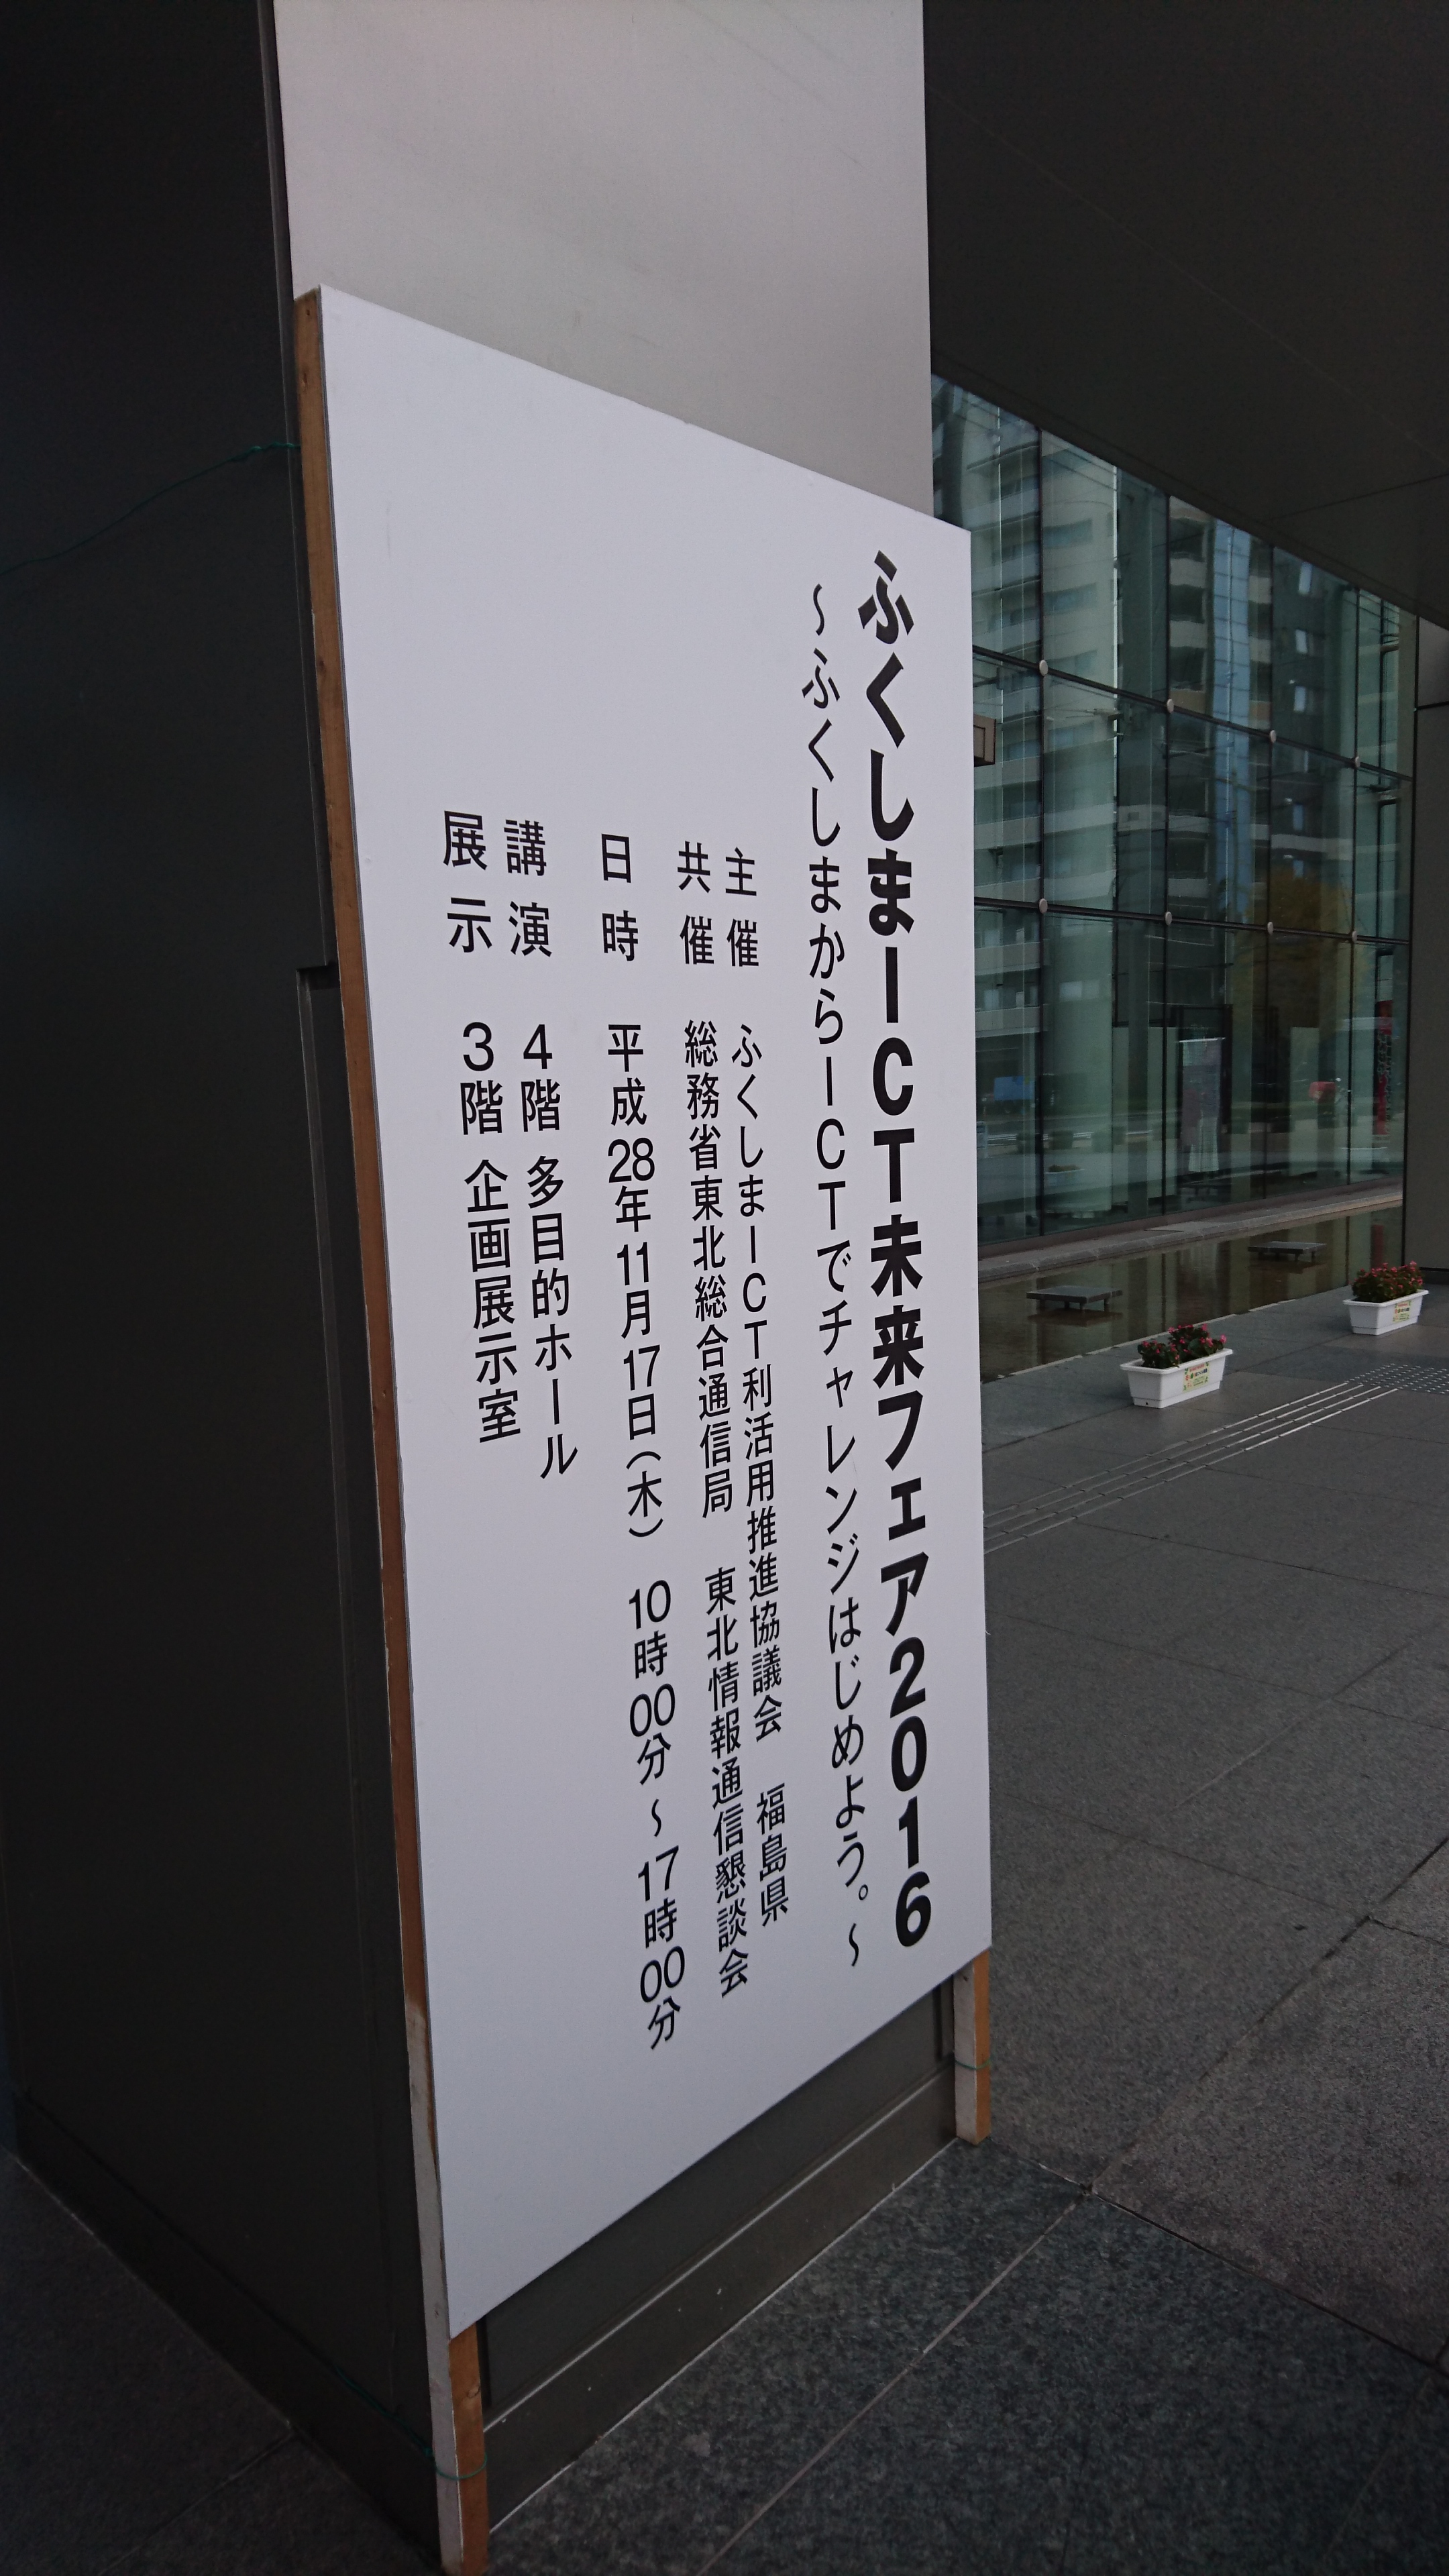 ふくしまICT未来フェア2016
～ふくしまからICTでチャレンジはじめよう。～
主催 ふくしまICT利活用推進協議会 福島県
共催 総務省東北総合通信局 東北情報通信懇談会
日時 平成28年11月17日（木） 10時00分～17時00分
講演 4階 多目的ホール
展示 3階 企画展示室